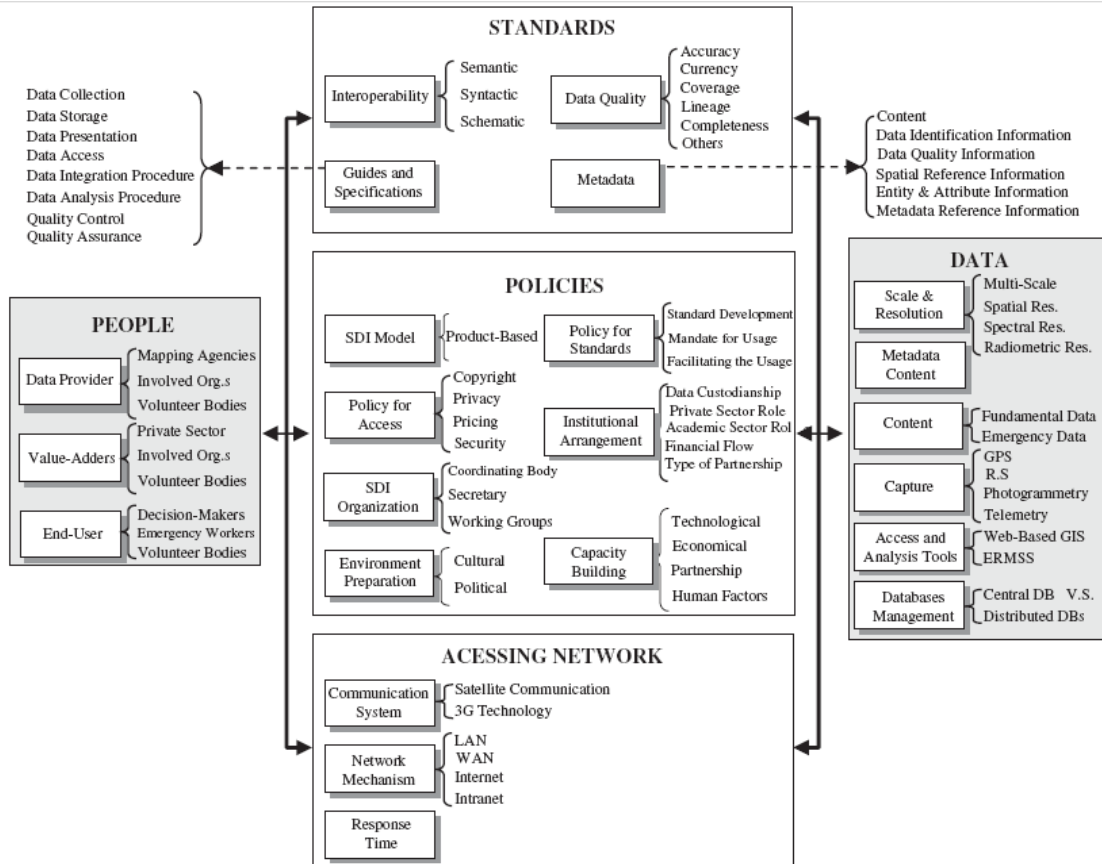 STANDARDS
Interoperability
Semantic
Syntactic
Schematic
Data Quality
Accuracy
Currency
Coverage
Lineage
Completeness
Others
Guides and
Specifications
Metadata
Data Collection
Data Storage
Data Presentation
Data Access
Data Integration Procedure
Data Analysis Procedure
Quality Control
Quality Assurance
Content
Data Identification Information
Data Quality Information
Spatial Reference Information
Entity & Attribute Information
Metadata Reference Information
PEOPLE
Data Provider
Mapping Agencies
Involved Org.s
Volunteer Bodies
Value-Adders
Private Sector
Involved Org.s
Volunteer Bodies
End-User
Decision-Makers
Emergency Workers
Volunteer Bodies
POLICIES
SDI Model
Product-Based
Policy for
Standards
Standard Development
Mandate for Usage
Facilitating the Usage
Policy for
Access
Copyright
Privacy
Pricing
Security
Institutional
Arrangement
Data Custodianship
Private Sector Role
Academic Sector Rol
Financial Flow
Type of Partnership
SDI
Organization
Coordinating Body
Secretary
Working Groups
Environment
Preparation
Cultural
Political
Capacity
Building
Technological
Economical
Partnership
Human Factors
DATA
Scale &
Resolution
Multi-Scale
Spatial Res.
Spectral Res.
Radiometric Res.
Metadata
Content
Content
Fundamental Data
Emergency Data
Capture
GPS
R.S
Photogrammetry
Telemetry
Access and
Analysis Tools
Web-Based GIS
ERMSS
Databases
Management
Central DB V.S.
Distributed DBs
ACESSING NETWORK
Communication
System
Satellite Communication
3G Technology
Network
Mechanism
LAN
WAN
Internet
Intranet
Response
Time